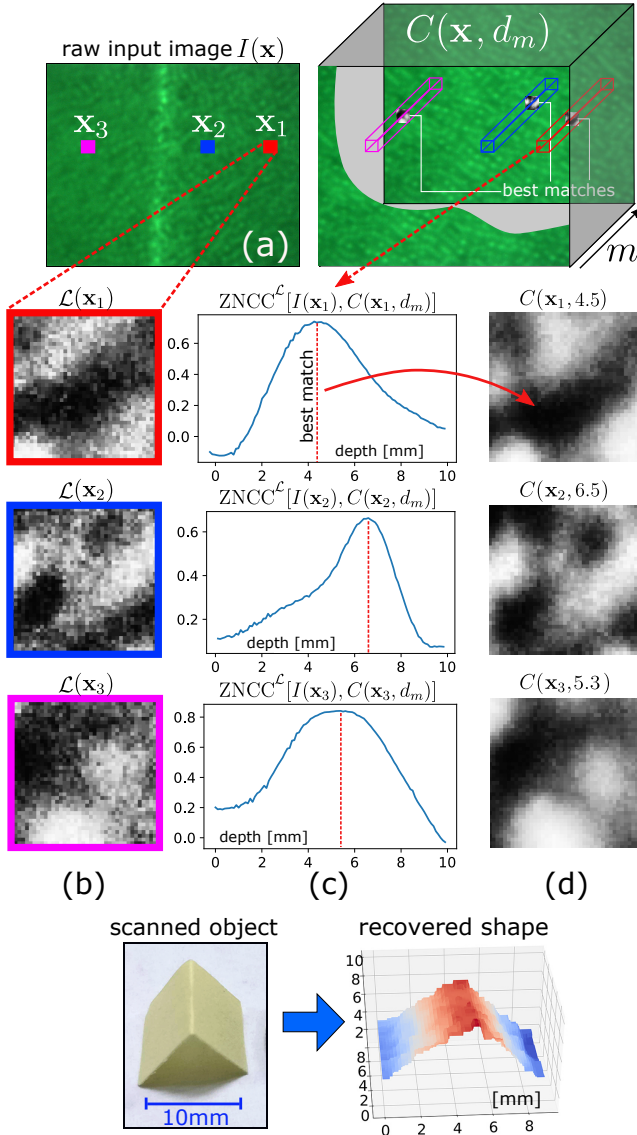 raw input image I(x)
C(x, d_m)
x_3
x_2
x_1
best matches
(a)
m
L(x_1)
ZNCC^L[I(x_1), C(x_1, d_m)]
C(x_1, 4.5)
0.6
0.4
0.2
0.0
best match
depth [mm]
0 2 4 6 8 10
L(x_2)
ZNCC^L[I(x_2), C(x_2, d_m)]
C(x_2, 6.5)
0.6
0.4
0.2
depth [mm]
0 2 4 6 8 10
L(x_3)
ZNCC^L[I(x_3), C(x_3, d_m)]
C(x_3, 5.3)
0.8
0.6
0.4
0.2
0.0
depth [mm]
0 2 4 6 8 10
(b)
(c)
(d)
scanned object
recovered shape
10mm
10
8
6
4
2
0
8
6
4
2
0
[mm]
0 2 4 6 8